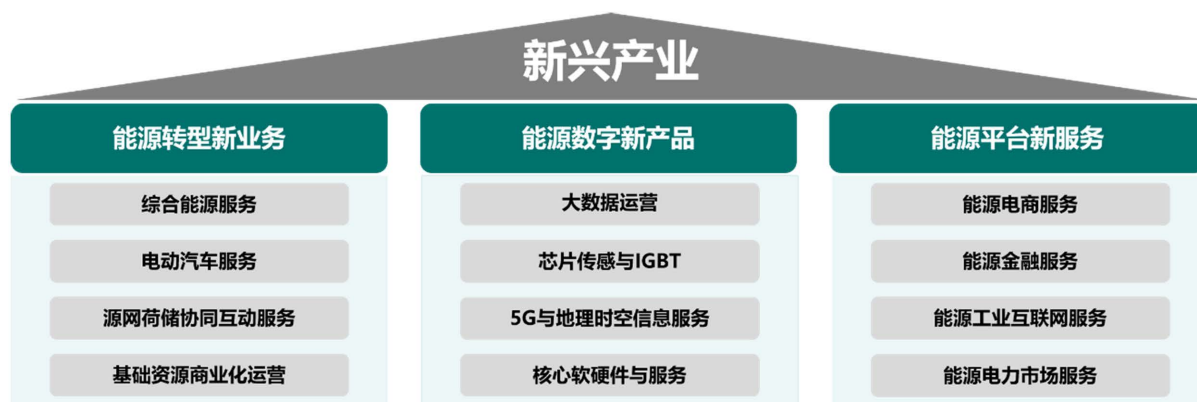 新兴产业
能源转型新业务
综合能源服务
电动汽车服务
源网荷储协同互动服务
基础资源商业化运营
能源数字新产品
大数据运营
芯片传感与IGBT
5G与地理时空信息服务
核心软硬件与服务
能源平台新服务
能源电商服务
能源金融服务
能源工业互联网服务
能源电力市场服务